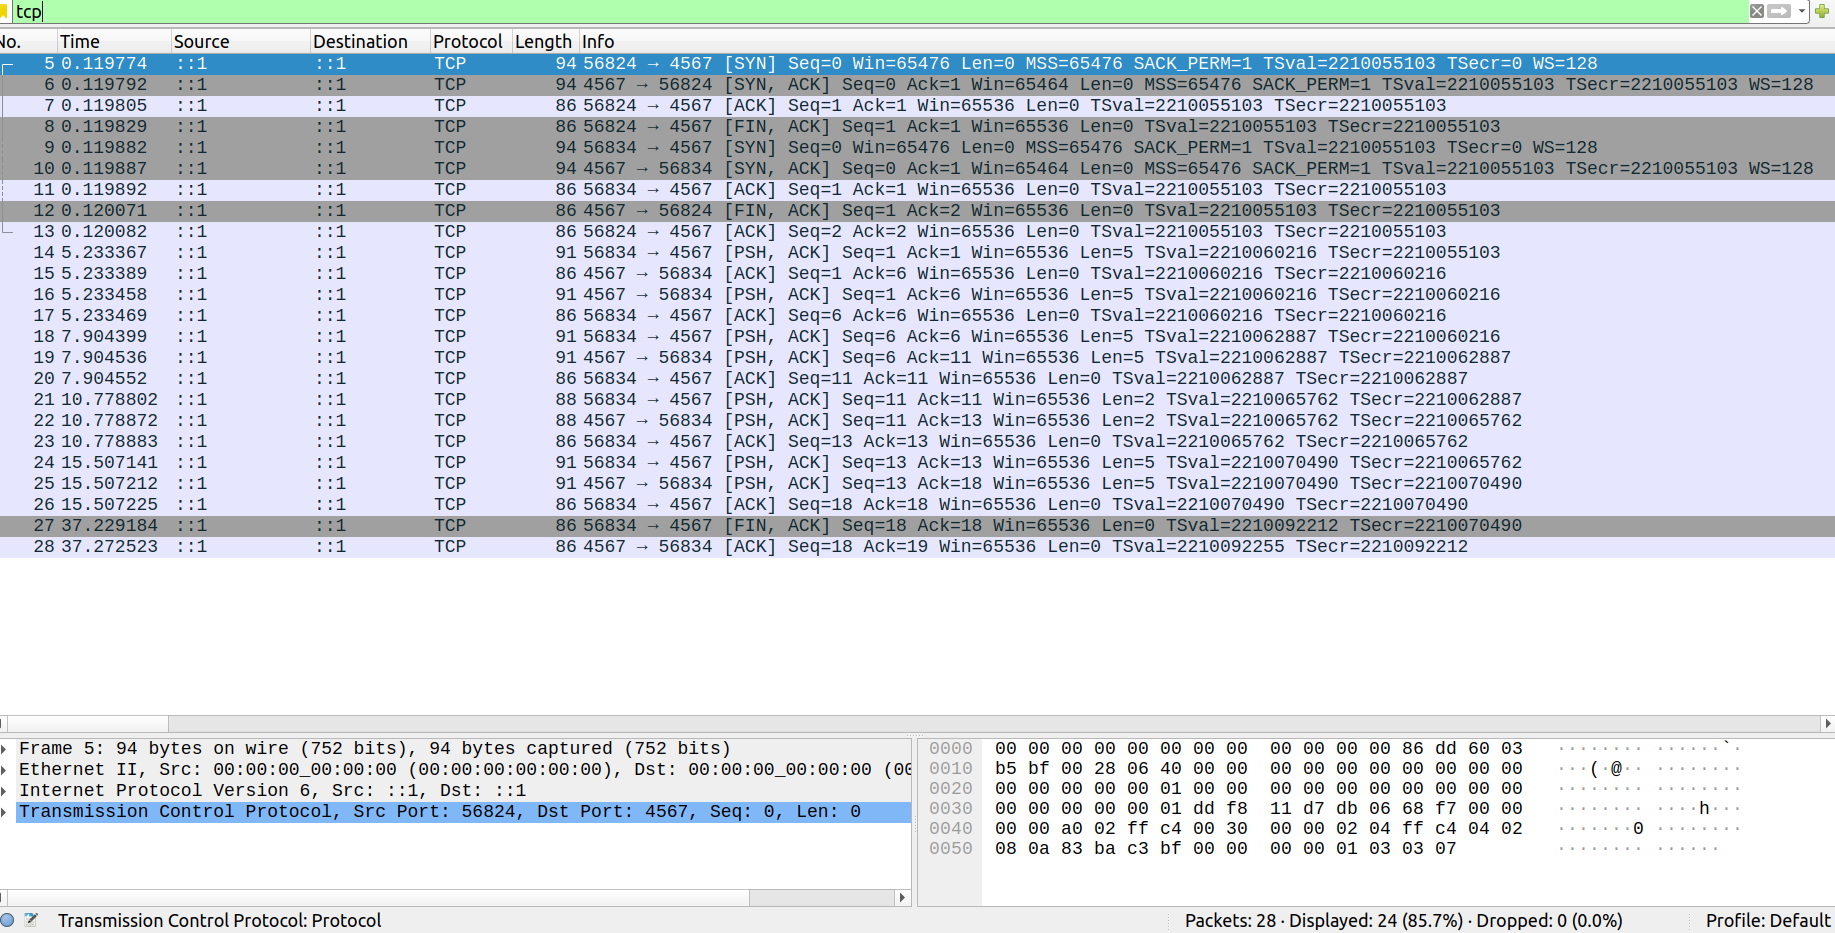 tcp
No. Time Source Destination Protocol Length Info
5 0.119774 ::1 ::1 TCP 94 56824 → 4567 [SYN] Seq=0 Win=65476 Len=0 MSS=65476 SACK_PERM=1 TSval=2210055103 TSecr=0 WS=128
6 0.119792 ::1 ::1 TCP 94 4567 → 56824 [SYN, ACK] Seq=0 Ack=1 Win=65464 Len=0 MSS=65476 SACK_PERM=1 TSval=2210055103 TSecr=2210055103 WS=128
7 0.119805 ::1 ::1 TCP 86 56824 → 4567 [ACK] Seq=1 Ack=1 Win=65536 Len=0 TSval=2210055103 TSecr=2210055103
8 0.119829 ::1 ::1 TCP 86 56824 → 4567 [FIN, ACK] Seq=1 Ack=1 Win=65536 Len=0 TSval=2210055103 TSecr=2210055103
9 0.119882 ::1 ::1 TCP 94 56834 → 4567 [SYN] Seq=0 Win=65476 Len=0 MSS=65476 SACK_PERM=1 TSval=2210055103 TSecr=0 WS=128
10 0.119887 ::1 ::1 TCP 94 4567 → 56834 [SYN, ACK] Seq=0 Ack=1 Win=65464 Len=0 MSS=65476 SACK_PERM=1 TSval=2210055103 TSecr=2210055103 WS=128
11 0.119892 ::1 ::1 TCP 86 56834 → 4567 [ACK] Seq=1 Ack=1 Win=65536 Len=0 TSval=2210055103 TSecr=2210055103
12 0.120071 ::1 ::1 TCP 86 4567 → 56824 [FIN, ACK] Seq=1 Ack=2 Win=65536 Len=0 TSval=2210055103 TSecr=2210055103
13 0.120082 ::1 ::1 TCP 86 56824 → 4567 [ACK] Seq=2 Ack=2 Win=65536 Len=0 TSval=2210055103 TSecr=2210055103
14 5.233367 ::1 ::1 TCP 91 56834 → 4567 [PSH, ACK] Seq=1 Ack=1 Win=65536 Len=5 TSval=2210060216 TSecr=2210055103
15 5.233389 ::1 ::1 TCP 86 4567 → 56834 [ACK] Seq=1 Ack=6 Win=65536 Len=0 TSval=2210060216 TSecr=2210060216
16 5.233458 ::1 ::1 TCP 91 4567 → 56834 [PSH, ACK] Seq=1 Ack=6 Win=65536 Len=5 TSval=2210060216 TSecr=2210060216
17 5.233469 ::1 ::1 TCP 86 56834 → 4567 [ACK] Seq=6 Ack=6 Win=65536 Len=0 TSval=2210060216 TSecr=2210060216
18 7.904399 ::1 ::1 TCP 91 56834 → 4567 [PSH, ACK] Seq=6 Ack=6 Win=65536 Len=5 TSval=2210062887 TSecr=2210060216
19 7.904536 ::1 ::1 TCP 91 4567 → 56834 [PSH, ACK] Seq=6 Ack=11 Win=65536 Len=5 TSval=2210062887 TSecr=2210062887
20 7.904552 ::1 ::1 TCP 86 56834 → 4567 [ACK] Seq=11 Ack=11 Win=65536 Len=0 TSval=2210062887 TSecr=2210062887
21 10.778802 ::1 ::1 TCP 88 56834 → 4567 [PSH, ACK] Seq=11 Ack=11 Win=65536 Len=2 TSval=2210065762 TSecr=2210062887
22 10.778872 ::1 ::1 TCP 88 4567 → 56834 [PSH, ACK] Seq=11 Ack=13 Win=65536 Len=2 TSval=2210065762 TSecr=2210065762
23 10.778883 ::1 ::1 TCP 86 56834 → 4567 [ACK] Seq=13 Ack=13 Win=65536 Len=0 TSval=2210065762 TSecr=2210065762
24 15.507141 ::1 ::1 TCP 91 56834 → 4567 [PSH, ACK] Seq=13 Ack=13 Win=65536 Len=5 TSval=2210070490 TSecr=2210065762
25 15.507212 ::1 ::1 TCP 91 4567 → 56834 [PSH, ACK] Seq=13 Ack=18 Win=65536 Len=5 TSval=2210070490 TSecr=2210070490
26 15.507225 ::1 ::1 TCP 86 56834 → 4567 [ACK] Seq=18 Ack=18 Win=65536 Len=0 TSval=2210070490 TSecr=2210070490
27 37.229184 ::1 ::1 TCP 86 56834 → 4567 [FIN, ACK] Seq=18 Ack=18 Win=65536 Len=0 TSval=2210092212 TSecr=2210070490
28 37.272523 ::1 ::1 TCP 86 4567 → 56834 [ACK] Seq=18 Ack=19 Win=65536 Len=0 TSval=2210092255 TSecr=2210092212
Frame 5: 94 bytes on wire (752 bits), 94 bytes captured (752 bits)
Ethernet II, Src: 00:00:00_00:00:00 (00:00:00:00:00:00), Dst: 00:00:00_00:00:00 (00
Internet Protocol Version 6, Src: ::1, Dst: ::1
Transmission Control Protocol, Src Port: 56824, Dst Port: 4567, Seq: 0, Len: 0
0000 00 00 00 00 00 00 00 00 00 00 00 00 86 dd 60 03 ········ ······`·
0010 b5 bf 00 28 06 40 00 00 00 00 00 00 00 00 00 00 ···(·@·· ········
0020 00 00 00 00 00 01 00 00 00 00 00 00 00 00 00 00 ········ ········
0030 00 00 00 00 00 01 dd f8 11 d7 db 06 68 f7 00 00 ········ ····h···
0040 00 00 a0 02 ff c4 00 30 00 00 02 04 ff c4 04 02 ·······0 ········
0050 08 0a 83 ba c3 bf 00 00 00 00 01 03 03 07 ········ ······
Transmission Control Protocol: Protocol
Packets: 28 · Displayed: 24 (85.7%) · Dropped: 0 (0.0%)
Profile: Default